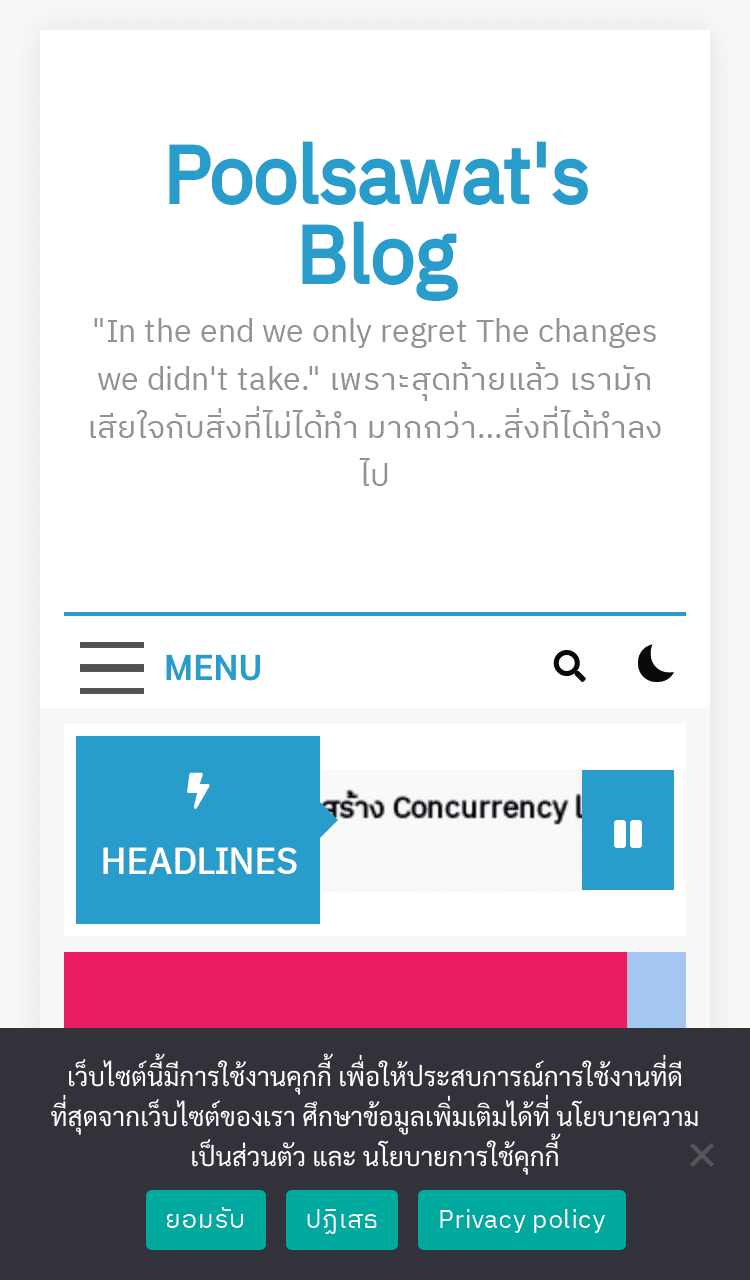 Poolsawat's
Blog
"In the end we only regret The changes
we didn't take." เพราะสุดท้ายแล้ว เรามัก
เสียใจกับสิ่งที่ไม่ได้ทำ มากกว่า...สิ่งที่ได้ทำลง
ไป
MENU
สร้าง Concurrency
HEADLINES
เว็บไซต์นี้มีการใช้งานคุกกี้ เพื่อให้ประสบการณ์การใช้งานที่ดี
ที่สุดจากเว็บไซต์ของเรา ศึกษาข้อมูลเพิ่มเติมได้ที่ นโยบายความ
เป็นส่วนตัว และ นโยบายการใช้คุกกี้
ยอมรับ
ปฏิเสธ
Privacy policy